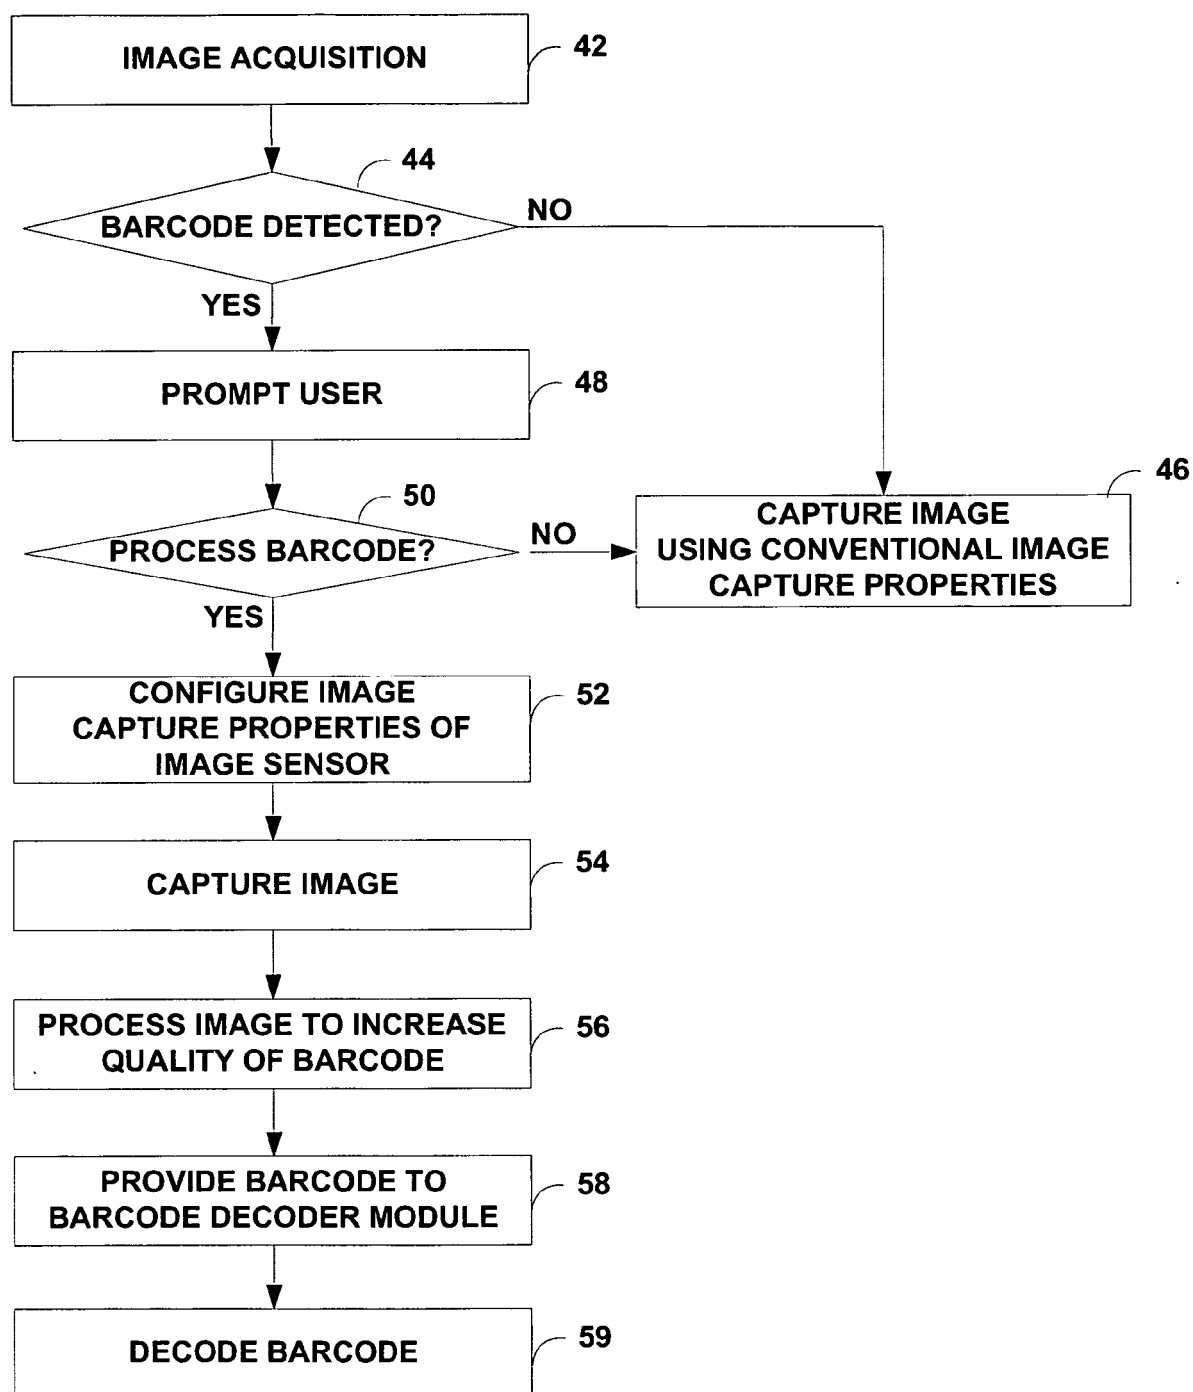 IMAGE ACQUISITION
42
44
BARCODE DETECTED?
NO
YES
PROMPT USER
48
50
PROCESS BARCODE?
NO
46
CAPTURE IMAGE
USING CONVENTIONAL IMAGE
CAPTURE PROPERTIES
YES
CONFIGURE IMAGE
CAPTURE PROPERTIES OF
IMAGE SENSOR
52
CAPTURE IMAGE
54
PROCESS IMAGE TO INCREASE
QUALITY OF BARCODE
56
PROVIDE BARCODE TO
BARCODE DECODER MODULE
58
DECODE BARCODE
59